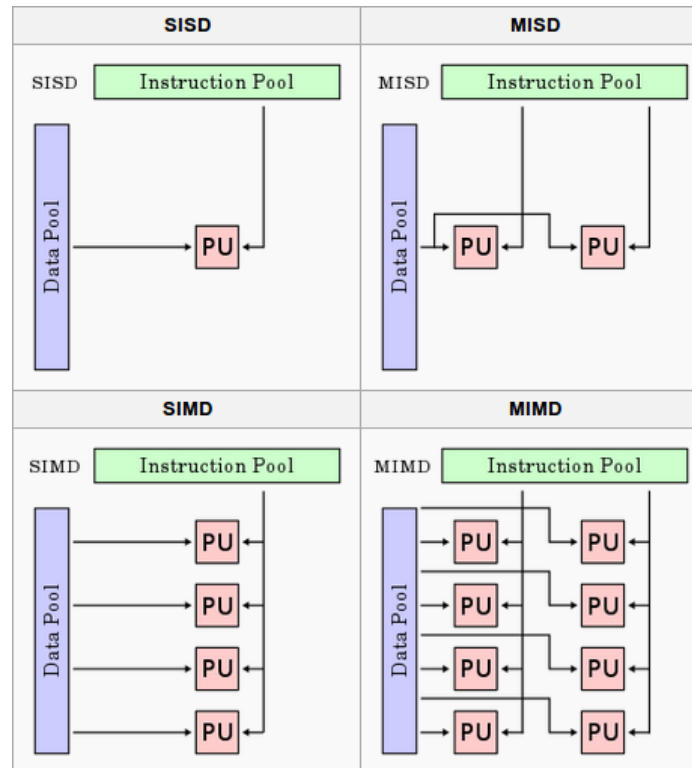 SISD
MISD
SISD
Instruction Pool
Data Pool
PU
MISD
Instruction Pool
Data Pool
PU
PU
SIMD
MIMD
SIMD
Instruction Pool
Data Pool
PU
PU
PU
PU
MIMD
Instruction Pool
Data Pool
PU
PU
PU
PU
PU
PU
PU
PU